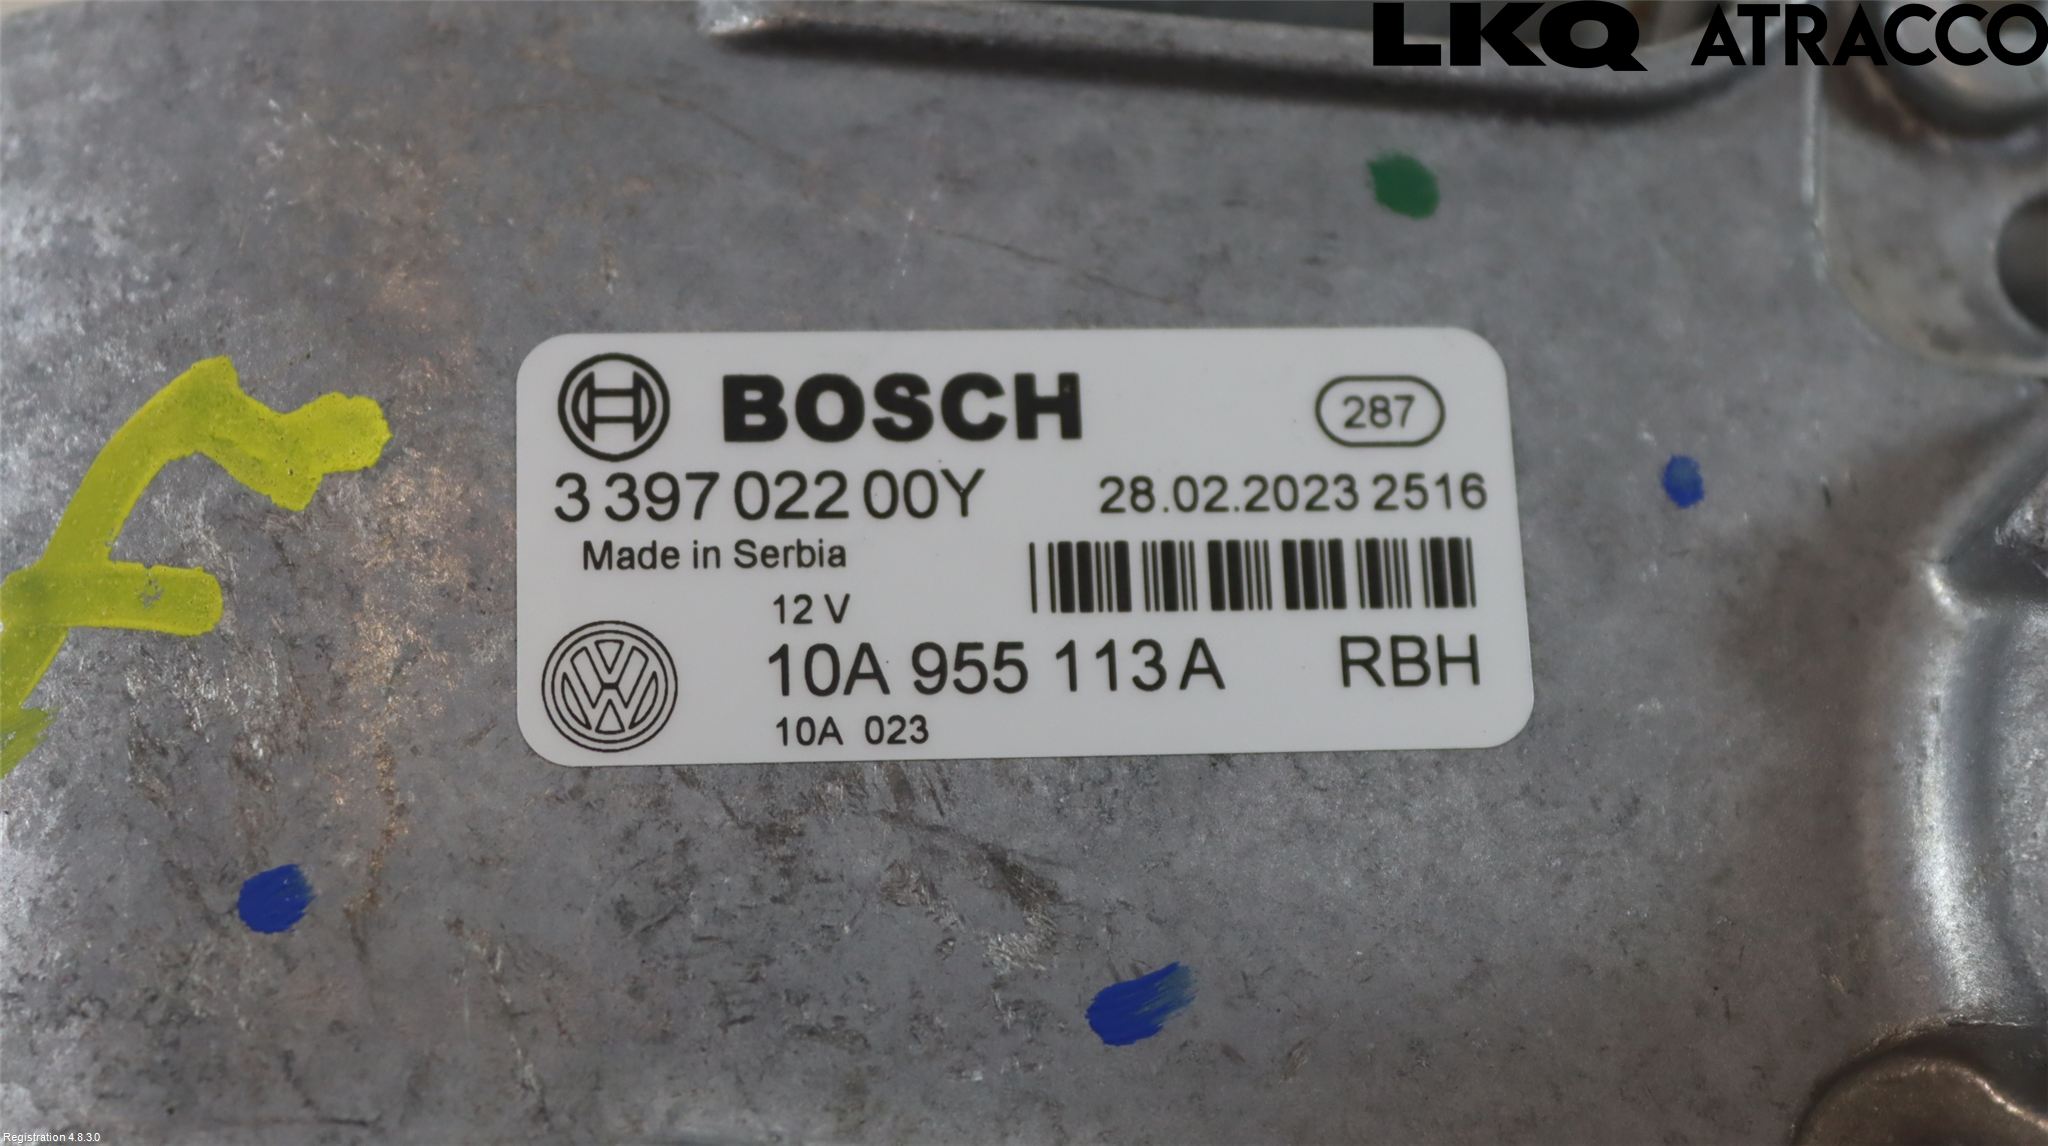 LKQ ATRACCO
BOSCH 287
3 397 022 00Y 28.02.2023 2516
Made in Serbia
12 V
10A 955 113 A RBH
10A 023
Registration 4.8.3.0